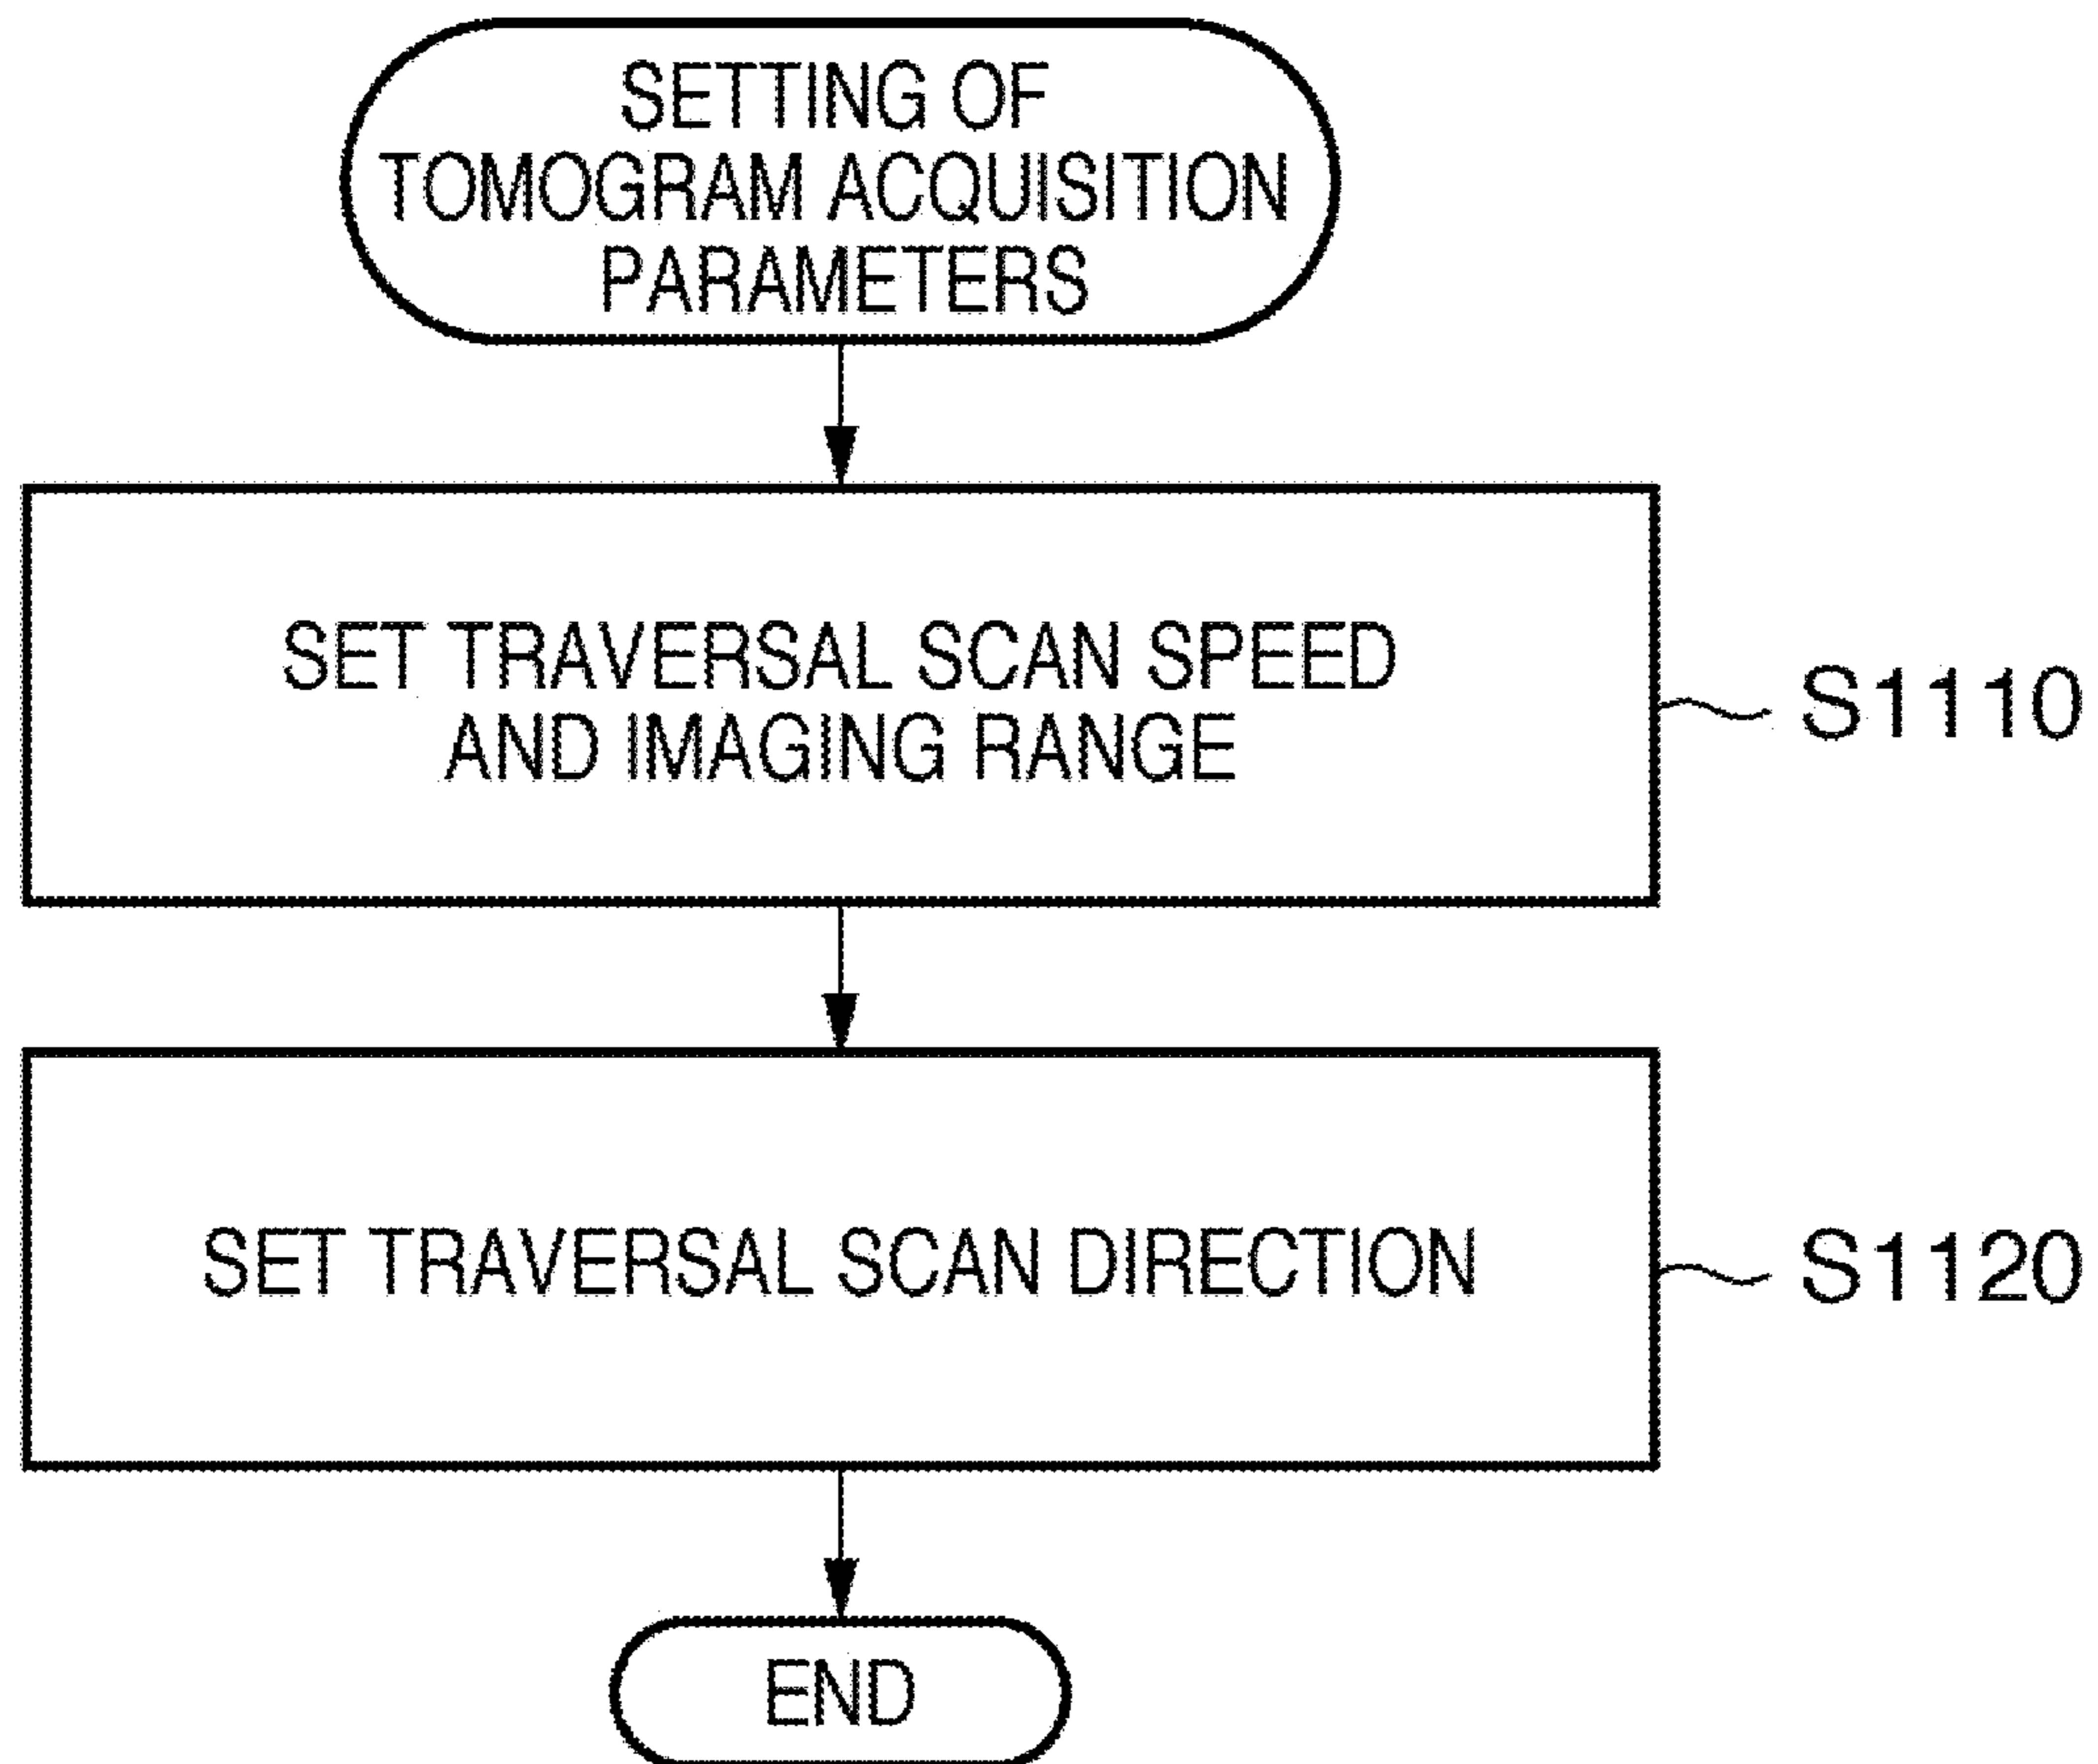 SETTING OF
TOMOGRAM ACQUISITION
PARAMETERS
SET TRAVERSAL SCAN SPEED
AND IMAGING RANGE
S1110
SET TRAVERSAL SCAN DIRECTION
S1120
END